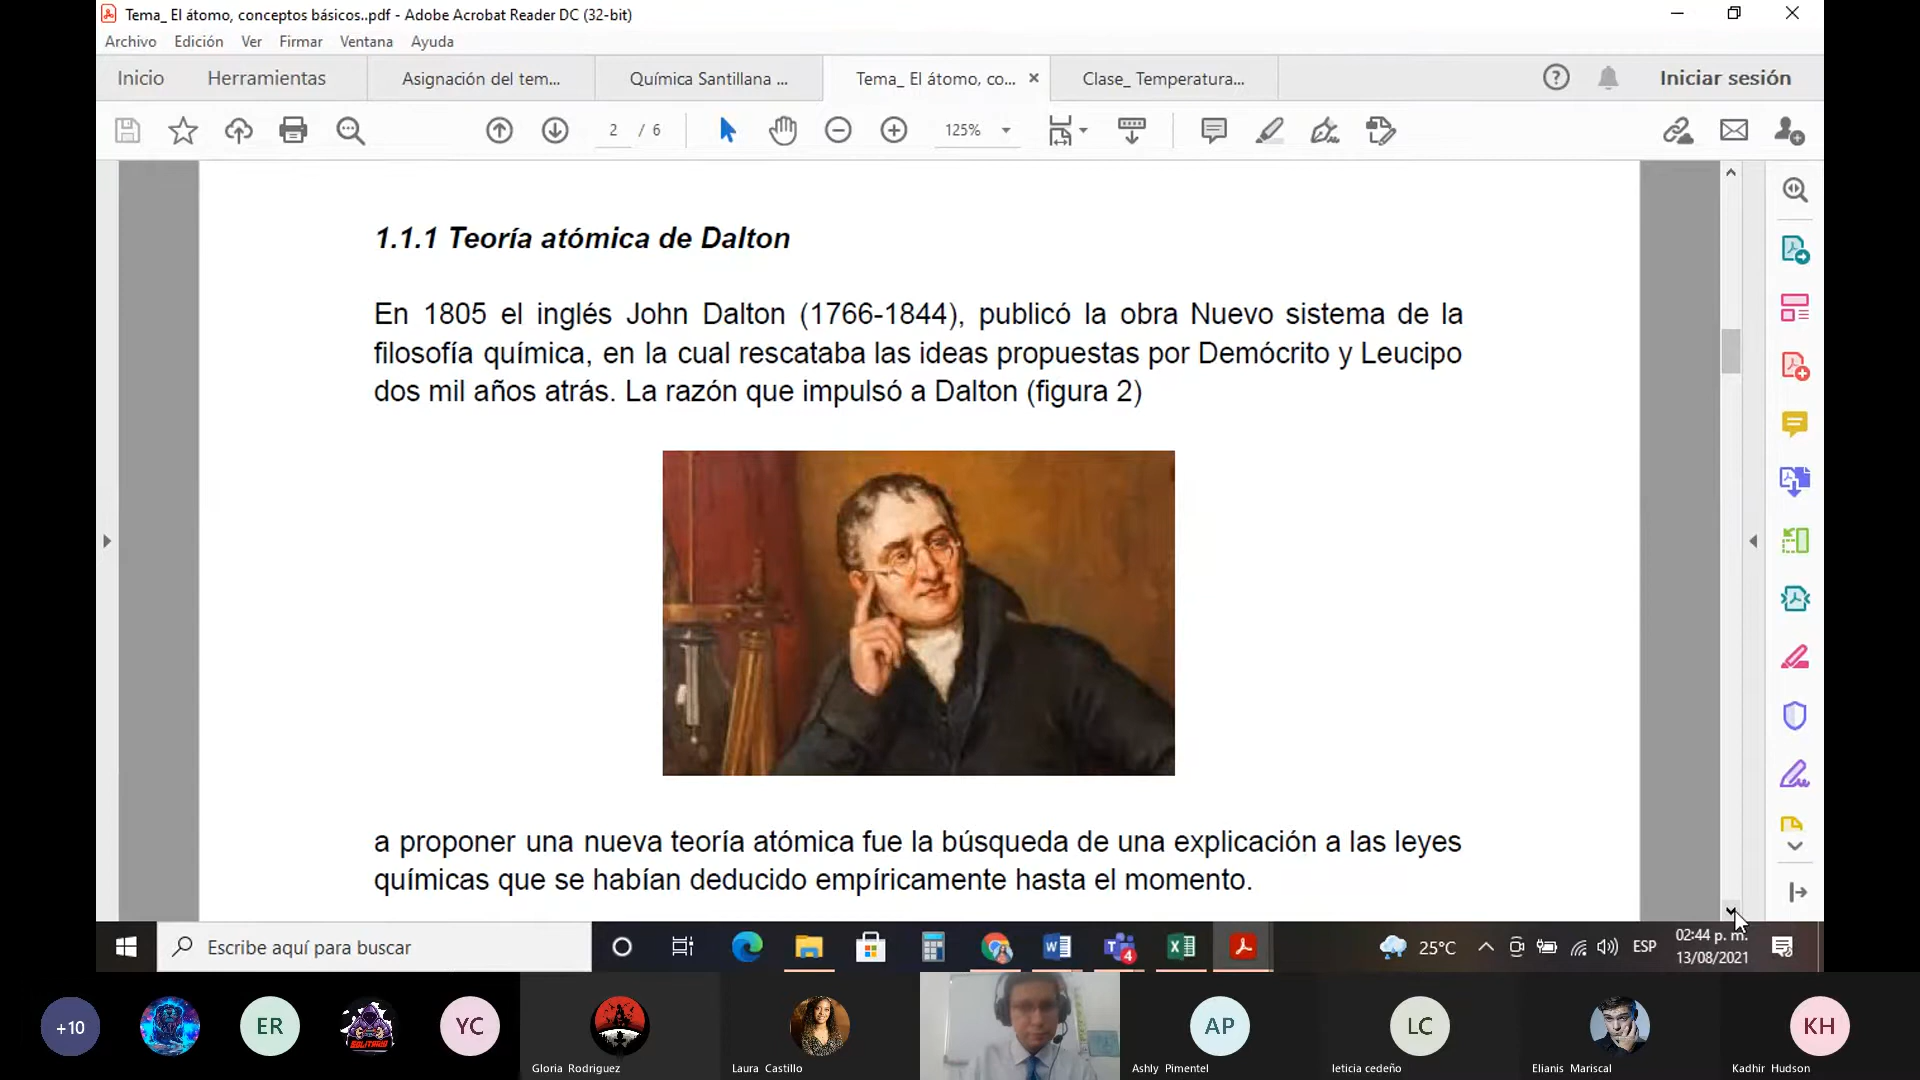 Tema_ El átomo, conceptos básicos..pdf - Adobe Acrobat Reader DC (32-bit)
Archivo Edición Ver Firmar Ventana Ayuda
Inicio Herramientas Asignación del tem... Química Santillana ... Tema_ El átomo, co... Clase_ Temperatura... Iniciar sesión
2 / 6 125%
1.1.1 Teoría atómica de Dalton
En 1805 el inglés John Dalton (1766-1844), publicó la obra Nuevo sistema de la
filosofía química, en la cual rescataba las ideas propuestas por Demócrito y Leucipo
dos mil años atrás. La razón que impulsó a Dalton (figura 2)
a proponer una nueva teoría atómica fue la búsqueda de una explicación a las leyes
químicas que se habían deducido empíricamente hasta el momento.
Escribe aquí para buscar
4
25°C
ESP
02:44 p. m.
13/08/2021
+10
ER
SOLITARIO
YC
AP
LC
KH
Gloria Rodriguez
Laura Castillo
Ashly Pimentel
leticia cedeño
Elianis Mariscal
Kadhir Hudson